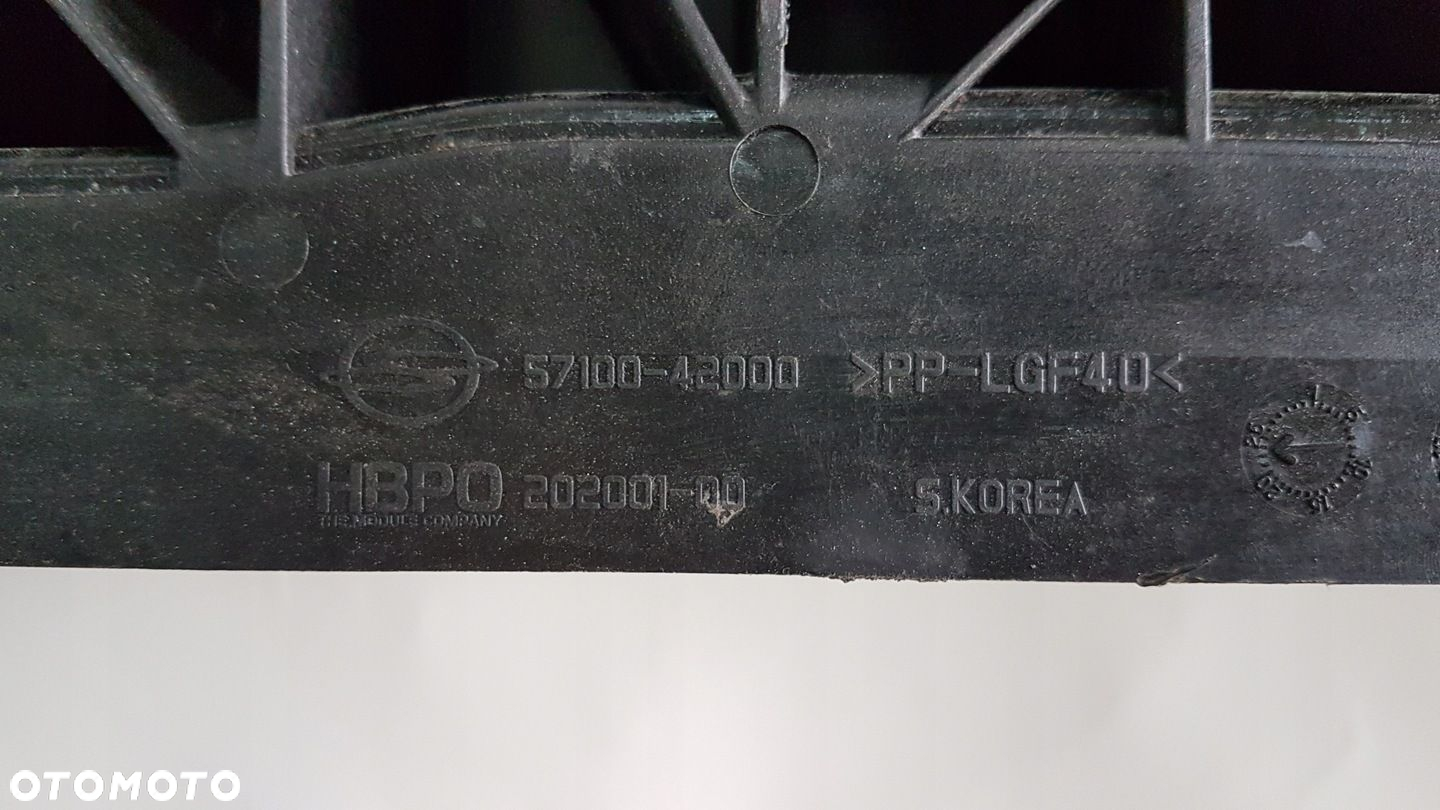 57100-42000 >PP-LGF40<
HBPO 202001-00 S.KOREA
THE MODULE COMPANY
OTOMOTO